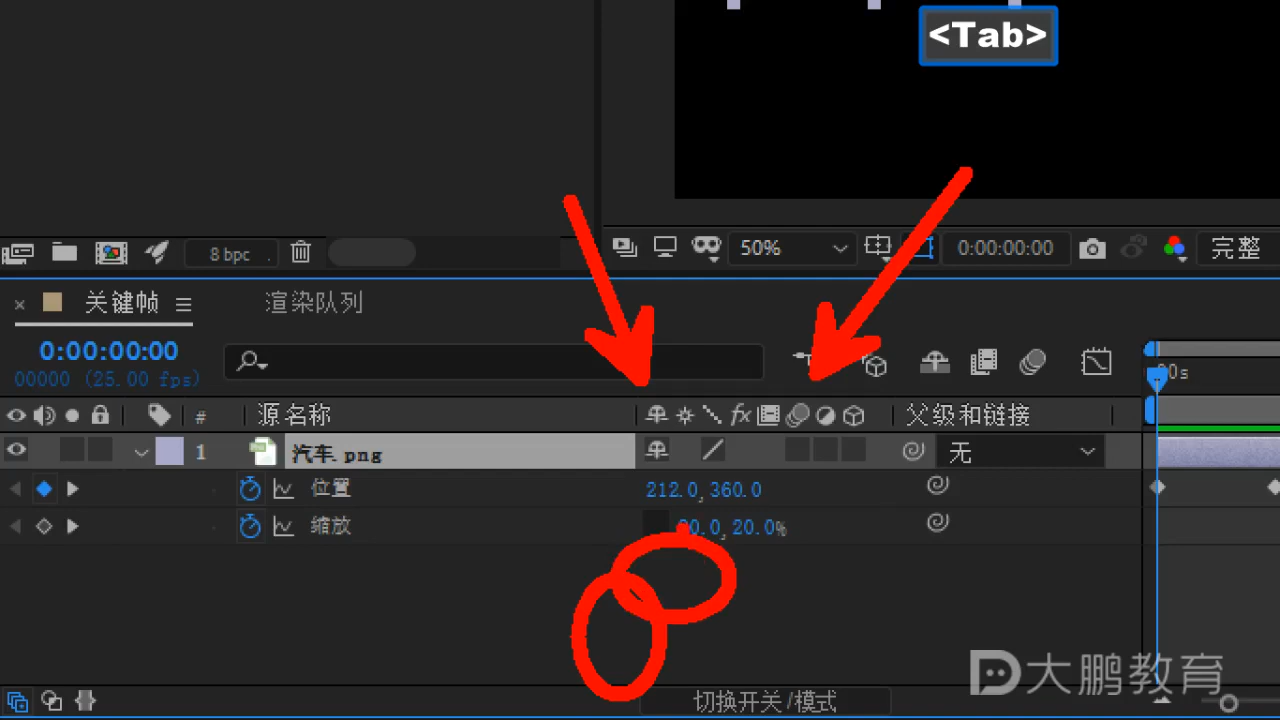 <Tab>
8 bpc
50%
0:00:00:00
完整
关键帧
渲染队列
0:00:00:00
00000 (25.00 fps)
00s
#
源名称
fx
父级和链接
1
汽车.png
无
位置
212.0,360.0
缩放
20.0%
大鹏教育
切换开关/模式